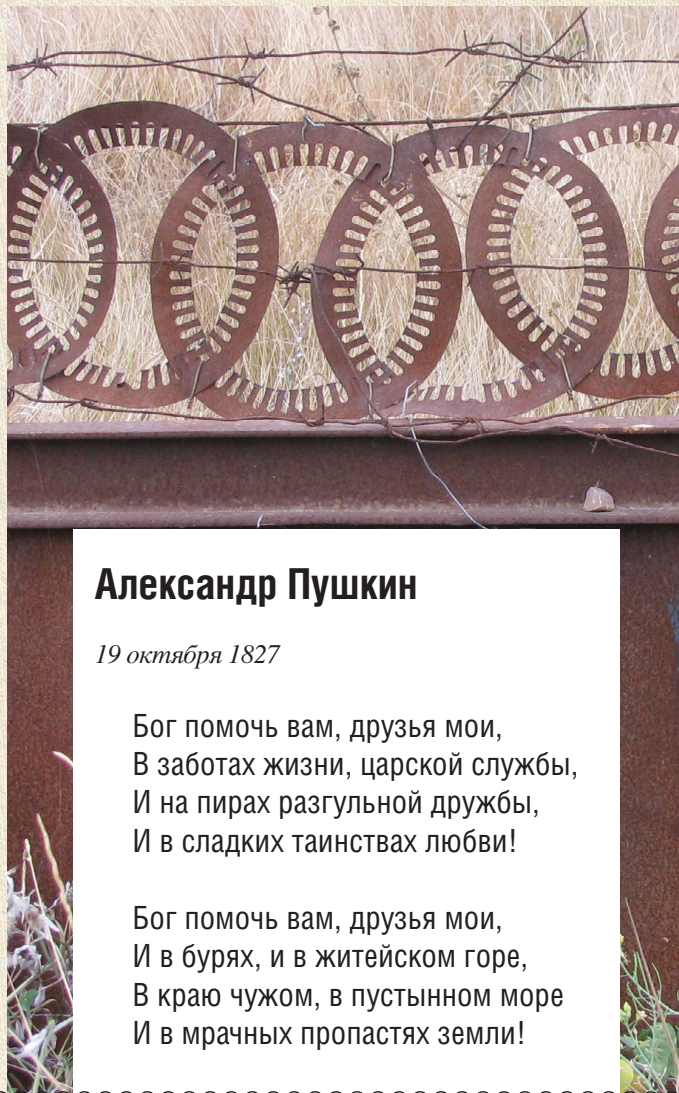 Александр Пушкин
19 октября 1827
Бог помочь вам, друзья мои,
В заботах жизни, царской службы,
И на пирах разгульной дружбы,
И в сладких таинствах любви!
Бог помочь вам, друзья мои,
И в бурях, и в житейском горе,
В краю чужом, в пустынном море
И в мрачных пропастях земли!